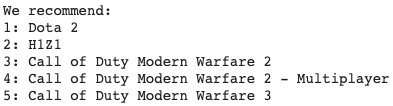 We recommend:
1: Dota 2
2: H1Z1
3: Call of Duty Modern Warfare 2
4: Call of Duty Modern Warfare 2 - Multiplayer
5: Call of Duty Modern Warfare 3